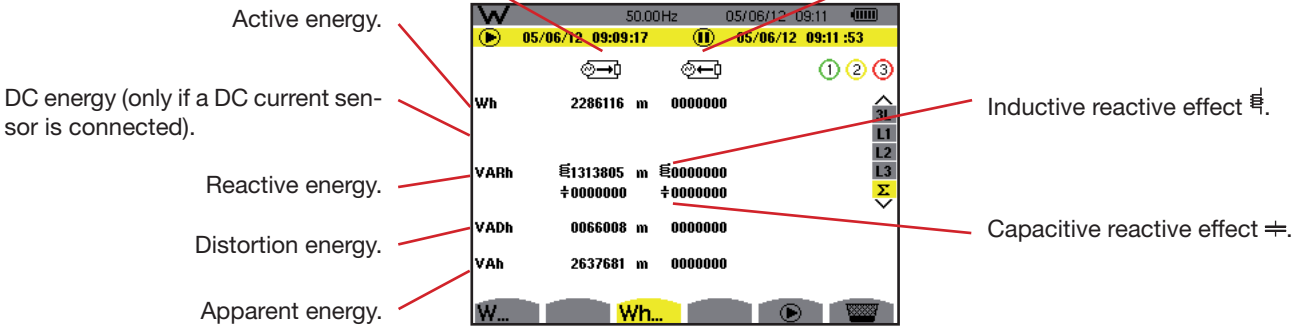 W 50.00Hz 05/06/12 09:11
05/06/12 09:09:17 05/06/12 09:11 :53
1 2 3
Active energy.
Wh 2286116 m 0000000
DC energy (only if a DC current sen-
sor is connected).
Inductive reactive effect .
3L
L1
L2
L3
Σ
VARh 1313805 m 0000000
0000000 0000000
Reactive energy.
VADh 0066008 m 0000000
Distortion energy.
Capacitive reactive effect .
VAh 2637681 m 0000000
Apparent energy.
W... Wh...